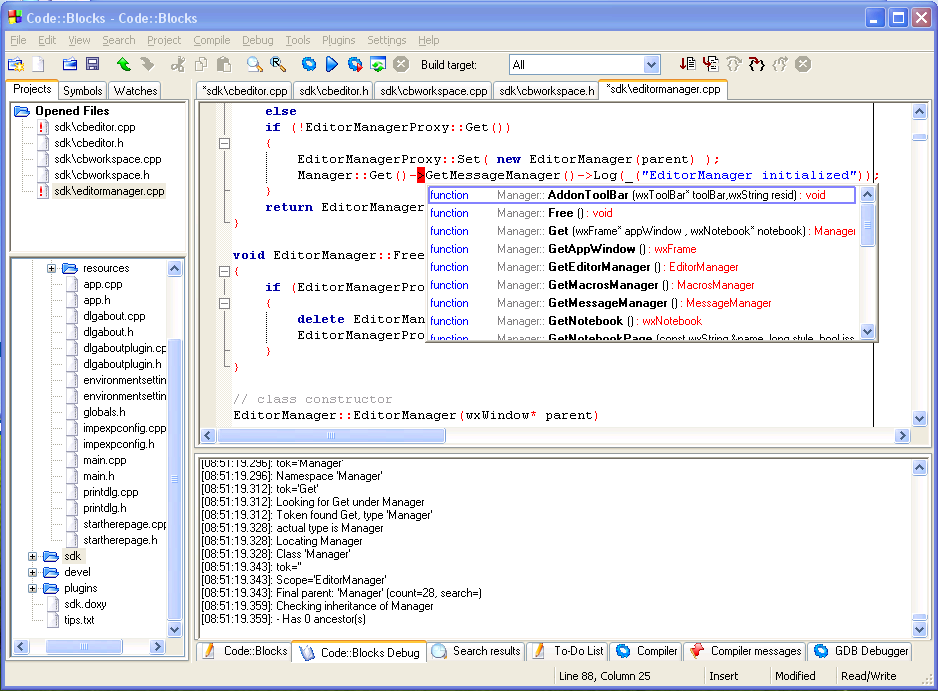 Code::Blocks - Code::Blocks
File Edit View Search Project Compile Debug Tools Plugins Settings Help
Build target: All
Projects Symbols Watches
Opened Files
sdk\cbeditor.cpp
sdk\cbeditor.h
sdk\cbworkspace.cpp
sdk\cbworkspace.h
sdk\editormanager.cpp
resources
app.cpp
app.h
dlgabout.cpp
dlgabout.h
dlgaboutplugin.cp
dlgaboutplugin.h
environmentsettin
environmentsettin
globals.h
impexpconfig.cpp
impexpconfig.h
main.cpp
main.h
printdlg.cpp
printdlg.h
startherepage.cpp
startherepage.h
sdk
devel
plugins
sdk.doxy
tips.txt
*sdk\cbeditor.cpp sdk\cbeditor.h sdk\cbworkspace.cpp sdk\cbworkspace.h *sdk\editormanager.cpp
else
if (!EditorManagerProxy::Get())
{
EditorManagerProxy::Set( new EditorManager(parent) );
Manager::Get()->GetMessageManager()->Log(_("EditorManager initialized"));
}
return EditorManager
}
void EditorManager::Free
{
if (EditorManagerPro
{
delete EditorMan
EditorManagerPro
}
}
// class constructor
EditorManager::EditorManager(wxWindow* parent)
function Manager:: AddonToolBar (wxToolBar* toolBar,wxString resid) : void
function Manager:: Free () : void
function Manager:: Get (wxFrame* appWindow , wxNotebook* notebook) : Manager
function Manager:: GetAppWindow () : wxFrame
function Manager:: GetEditorManager () : EditorManager
function Manager:: GetMacrosManager () : MacrosManager
function Manager:: GetMessageManager () : MessageManager
function Manager:: GetNotebook () : wxNotebook
function Manager:: GetNotebookPage (const wxString &name, long style, bool iss
[08:51:19.296]: tok='Manager'
[08:51:19.296]: Namespace 'Manager'
[08:51:19.312]: tok='Get'
[08:51:19.312]: Looking for Get under Manager
[08:51:19.312]: Token found Get, type 'Manager'
[08:51:19.328]: actual type is Manager
[08:51:19.328]: Locating Manager
[08:51:19.328]: Class 'Manager'
[08:51:19.343]: tok=''
[08:51:19.343]: Scope='EditorManager'
[08:51:19.343]: Final parent: 'Manager' (count=28, search=)
[08:51:19.359]: Checking inheritance of Manager
[08:51:19.359]: - Has 0 ancestor(s)
Code::Blocks Code::Blocks Debug Search results To-Do List Compiler Compiler messages GDB Debugger
Line 88, Column 25 Insert Modified Read/Write